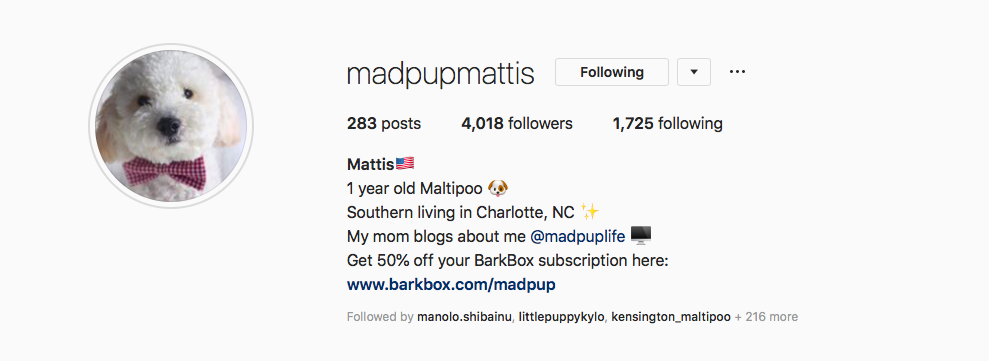 madpupmattis Following
283 posts 4,018 followers 1,725 following
Mattis🇺🇸
1 year old Maltipoo 🐶
Southern living in Charlotte, NC ✨
My mom blogs about me @madpuplife 🖥️
Get 50% off your BarkBox subscription here:
www.barkbox.com/madpup
Followed by manolo.shibainu, littlepuppykylo, kensington_maltipoo + 216 more